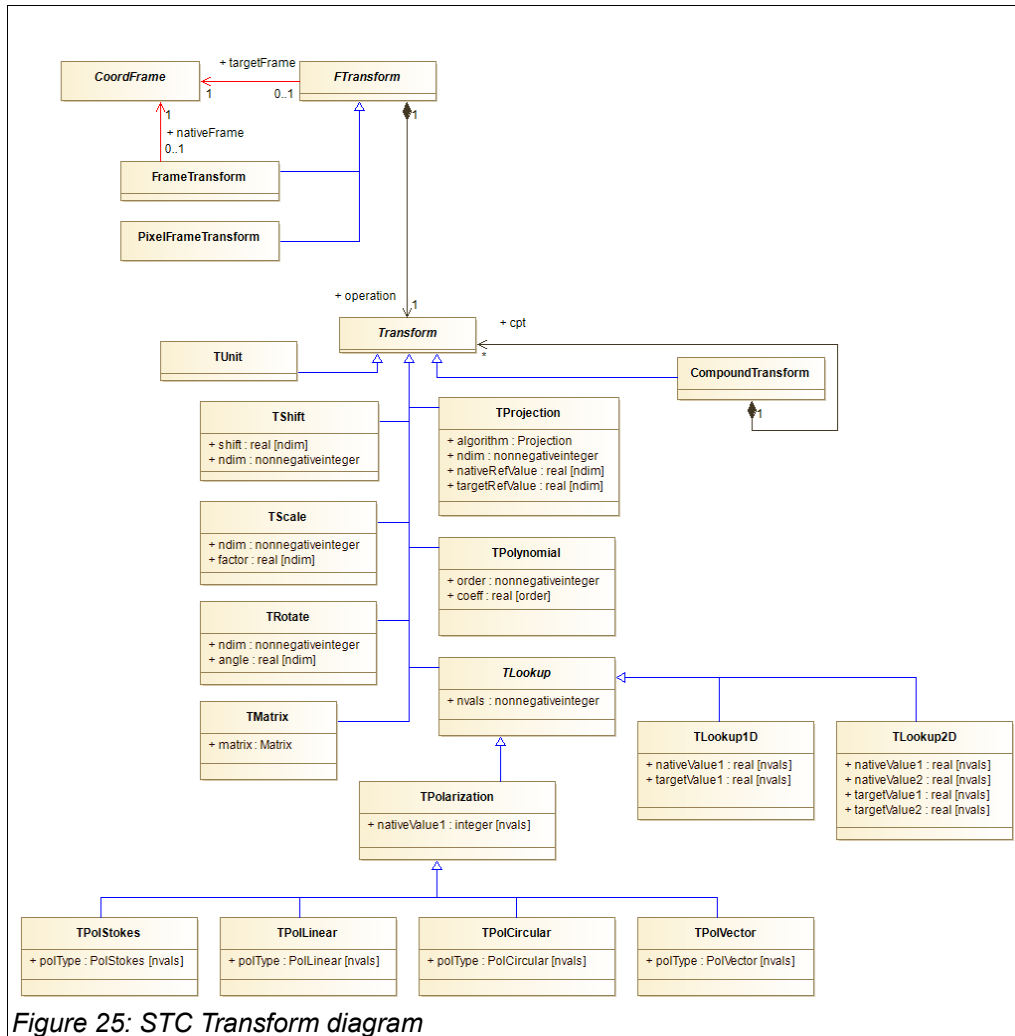 + targetFrame
CoordFrame
FTransform
1
0..1
1
1
+ nativeFrame
0..1
FrameTransform
PixelFrameTransform
+ operation
1
+ cpt
Transform
*
TUnit
CompoundTransform
1
TShift
+ shift : real [ndim]
+ ndim : nonnegativeinteger
TProjection
+ algorithm : Projection
+ ndim : nonnegativeinteger
+ nativeRefValue : real [ndim]
+ targetRefValue : real [ndim]
TScale
+ ndim : nonnegativeinteger
+ factor : real [ndim]
TPolynomial
+ order : nonnegativeinteger
+ coeff : real [order]
TRotate
+ ndim : nonnegativeinteger
+ angle : real [ndim]
TLookup
+ nvals : nonnegativeinteger
TMatrix
+ matrix : Matrix
TLookup1D
+ nativeValue1 : real [nvals]
+ targetValue1 : real [nvals]
TLookup2D
+ nativeValue1 : real [nvals]
+ nativeValue2 : real [nvals]
+ targetValue1 : real [nvals]
+ targetValue2 : real [nvals]
TPolarization
+ nativeValue1 : integer [nvals]
TPolStokes
+ polType : PolStokes [nvals]
TPolLinear
+ polType : PolLinear [nvals]
TPolCircular
+ polType : PolCircular [nvals]
TPolVector
+ polType : PolVector [nvals]
Figure 25: STC Transform diagram